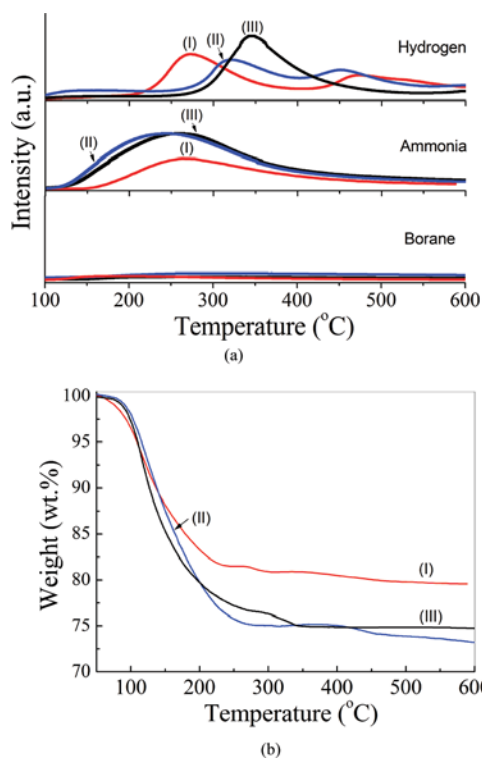 (I)
(II)
(III)
Hydrogen
(II)
(III)
(I)
Ammonia
Borane
Intensity (a.u.)
100 200 300 400 500 600
Temperature (°C)
(a)
100
95
90
85
80
75
70
Weight (wt.%)
(II)
(I)
(III)
100 200 300 400 500 600
Temperature (°C)
(b)